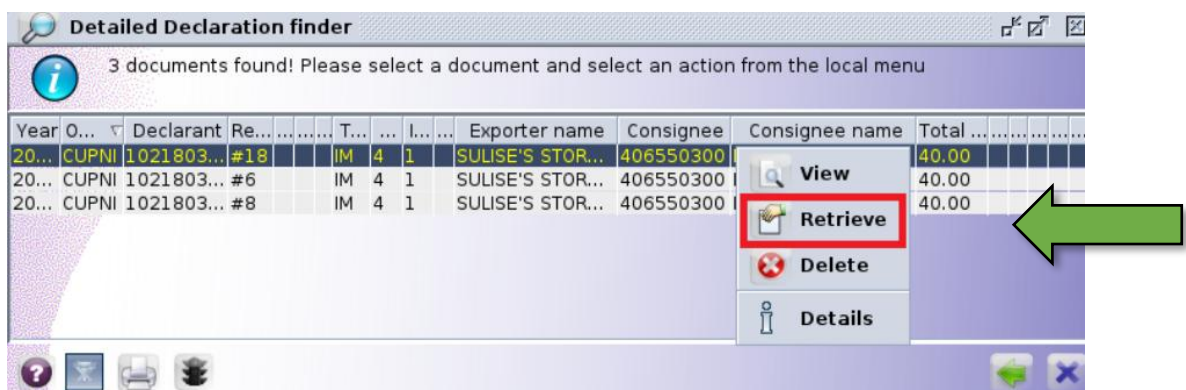 Detailed Declaration finder
3 documents found! Please select a document and select an action from the local menu
Year O... Declarant Re... ... ... ... T... ... I... ... Exporter name Consignee Consignee name Total ... ... ... ... ...
20... CUPNI 1021803... #18 IM 4 1 SULISE'S STOR... 406550300 40.00
20... CUPNI 1021803... #6 IM 4 1 SULISE'S STOR... 406550300 40.00
20... CUPNI 1021803... #8 IM 4 1 SULISE'S STOR... 406550300 40.00
View
Retrieve
Delete
Details